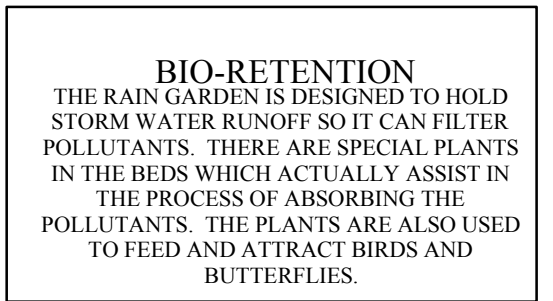 BIO-RETENTION
THE RAIN GARDEN IS DESIGNED TO HOLD
STORM WATER RUNOFF SO IT CAN FILTER
POLLUTANTS.  THERE ARE SPECIAL PLANTS
IN THE BEDS WHICH ACTUALLY ASSIST IN
THE PROCESS OF ABSORBING THE
POLLUTANTS.  THE PLANTS ARE ALSO USED
TO FEED AND ATTRACT BIRDS AND
BUTTERFLIES.